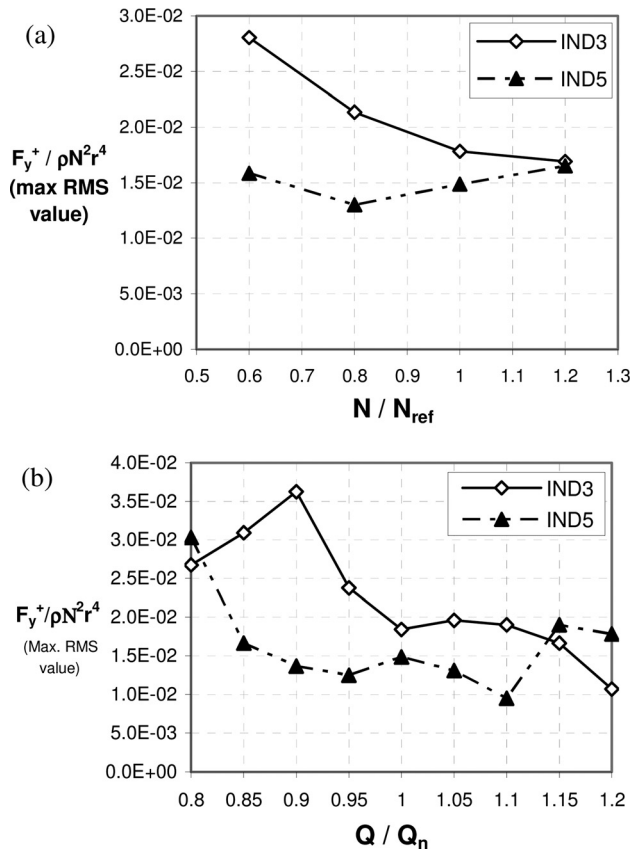 (a)
3.0E-02
2.5E-02
2.0E-02
1.5E-02
1.0E-02
5.0E-03
0.0E+00
F_y^+ / ρN²r⁴
(max RMS
value)
IND3
IND5
0.5 0.6 0.7 0.8 0.9 1 1.1 1.2 1.3
N / N_ref
(b)
4.0E-02
3.5E-02
3.0E-02
2.5E-02
2.0E-02
1.5E-02
1.0E-02
5.0E-03
0.0E+00
F_y^+/ρN²r⁴
(Max. RMS
value)
IND3
IND5
0.8 0.85 0.9 0.95 1 1.05 1.1 1.15 1.2
Q / Q_n